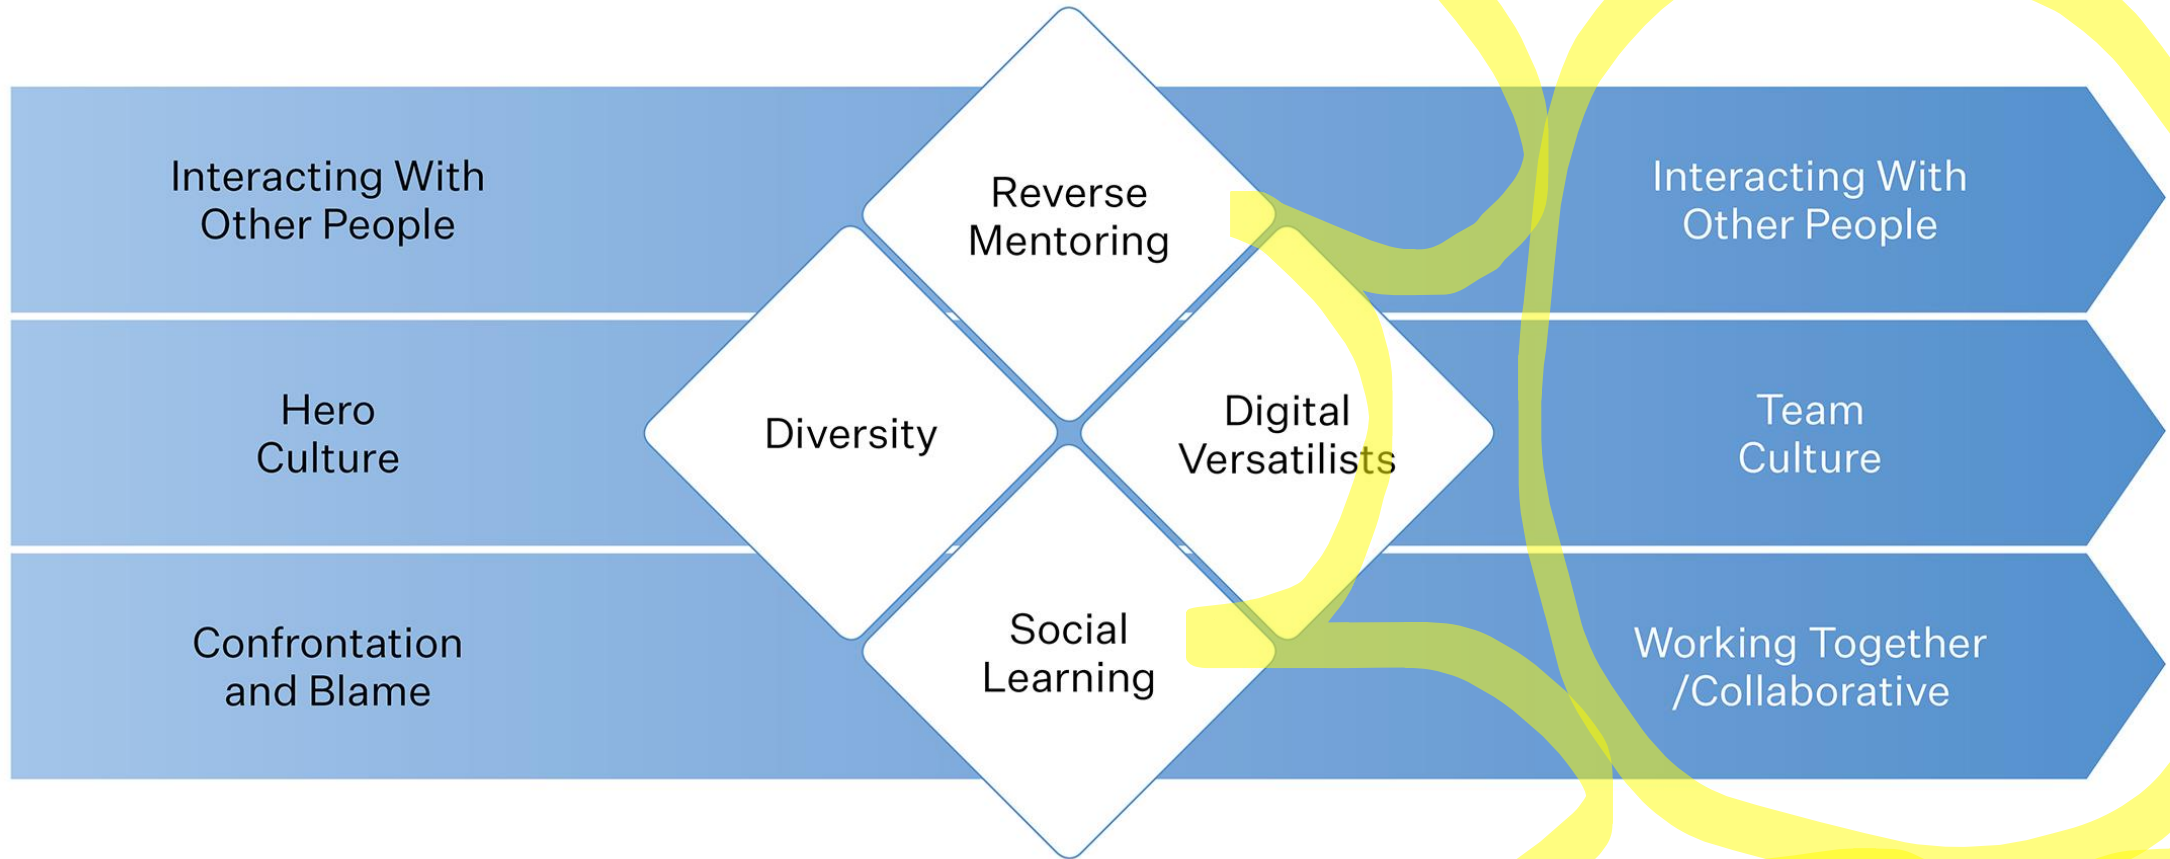 Interacting With
Other People
Hero
Culture
Confrontation
and Blame
Reverse
Mentoring
Diversity
Digital
Versatilists
Social
Learning
Interacting With
Other People
Team
Culture
Working Together
/Collaborative